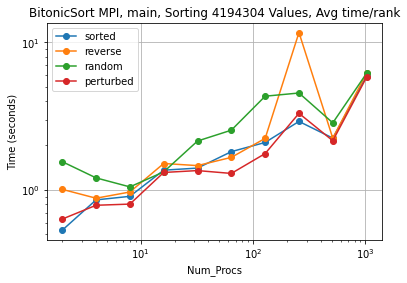 BitonicSort MPI, main, Sorting 4194304 Values, Avg time/rank
sorted
reverse
random
perturbed
Time (seconds)
10¹
10⁰
10¹
10²
10³
Num_Procs